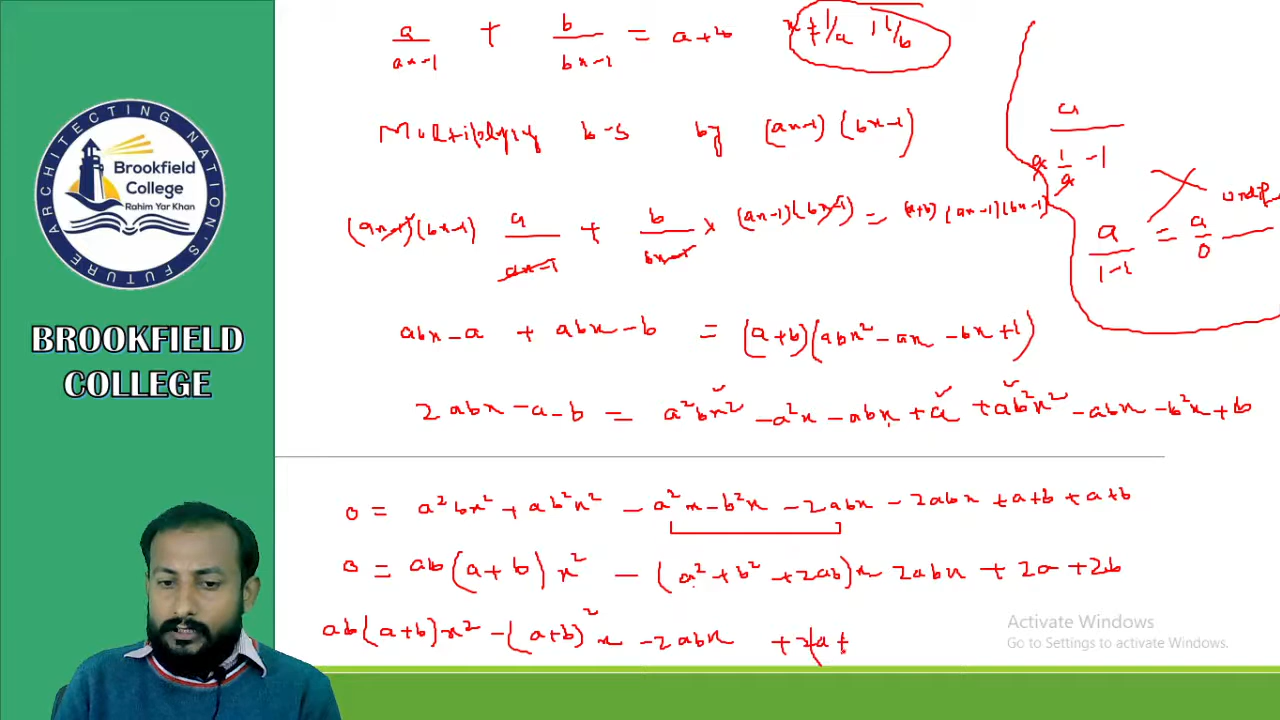 a/(ax-1) + b/(bx-1) = a+b x ≠ 1/a , 1/b
Multiplying b-s by (ax-1) (bx-1)
(ax-1)(bx-1) a/(ax-1) + b/(bx-1) × (ax-1)(bx-1) = (a+b) (ax-1)(bx-1)
abx - a + abx - b = (a+b)(abx² - ax - bx + 1)
2abx - a - b = a²bx² - a²x - abx + a + ab²x² - abx - b²x + b
0 = a²bx² + ab²x² - a²x - b²x - 2abx - 2abx + a+b + a+b
0 = ab(a+b)x² - (a² + b² + 2ab)x - 2abx + 2a + 2b
ab(a+b)x² - (a+b)²x - 2abx + 2(a +
a/(a 1/a - 1)
a/(1-1) = a/0
ARCHITECTING NATION'S FUTURE
Brookfield
College
Rahim Yar Khan
BROOKFIELD
COLLEGE
Activate Windows
Go to Settings to activate Windows.